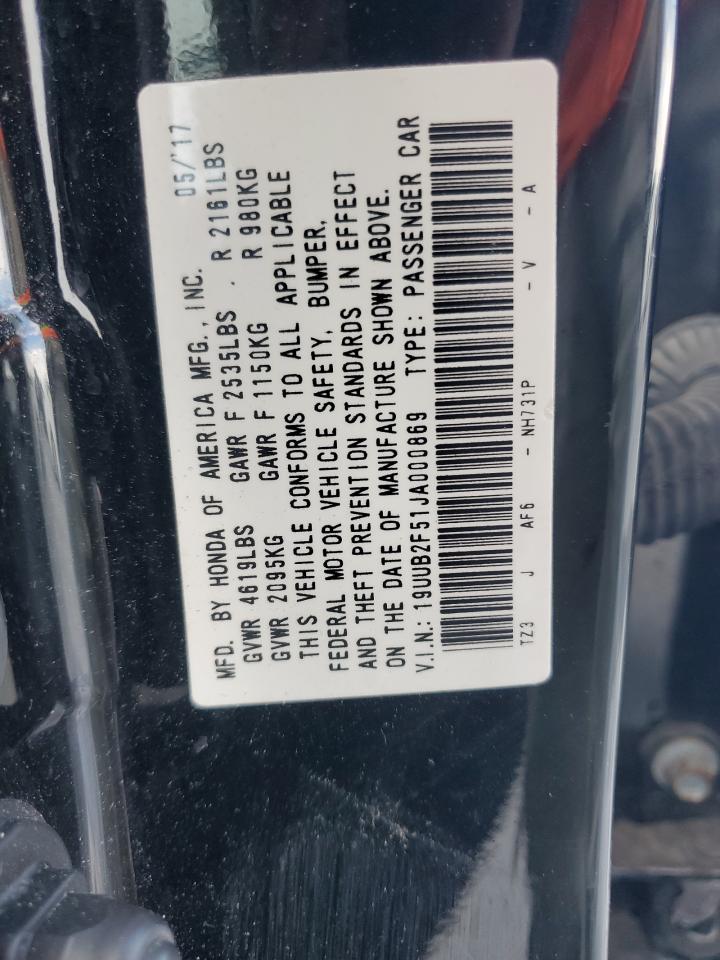 MFD. BY HONDA OF AMERICA MFG., INC. 05/'17
GVWR 4619LBS GAWR F 2535LBS . R 2161LBS
GVWR 2095KG GAWR F 1150KG R 980KG
THIS VEHICLE CONFORMS TO ALL APPLICABLE
FEDERAL MOTOR VEHICLE SAFETY, BUMPER,
AND THEFT PREVENTION STANDARDS IN EFFECT
ON THE DATE OF MANUFACTURE SHOWN ABOVE.
V.I.N.: 19UUB2F51JA000869 TYPE: PASSENGER CAR
TZ3 J AF6 - NH731P - V - A